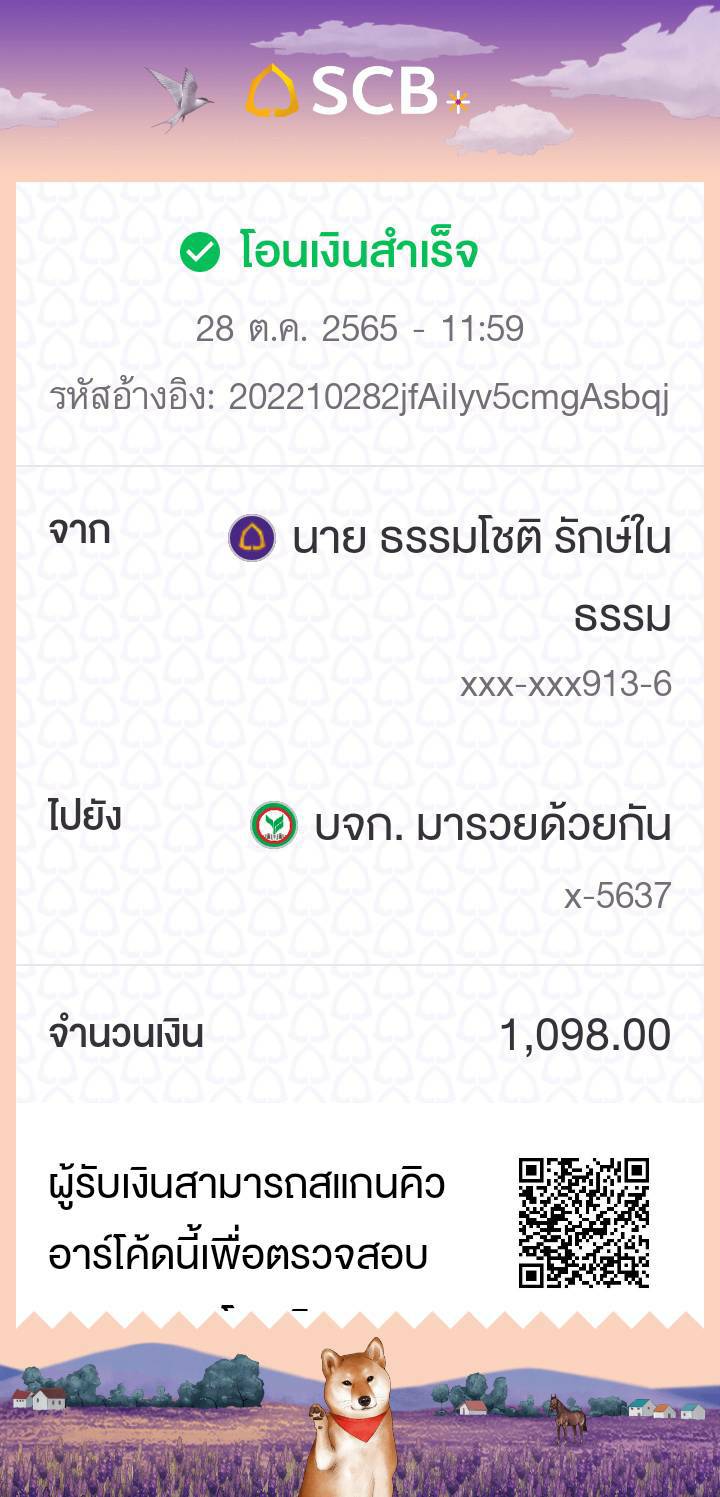 SCB
โอนเงินสำเร็จ
28 ต.ค. 2565 - 11:59
รหัสอ้างอิง: 202210282jfAiIyv5cmgAsbqj
จาก
นาย ธรรมโชติ รักษ์ใน
ธรรม
xxx-xxx913-6
ไปยัง
บจก. มารวยด้วยกัน
x-5637
จำนวนเงิน 1,098.00
ผู้รับเงินสามารถสแกนคิว
อาร์โค้ดนี้เพื่อตรวจสอบ